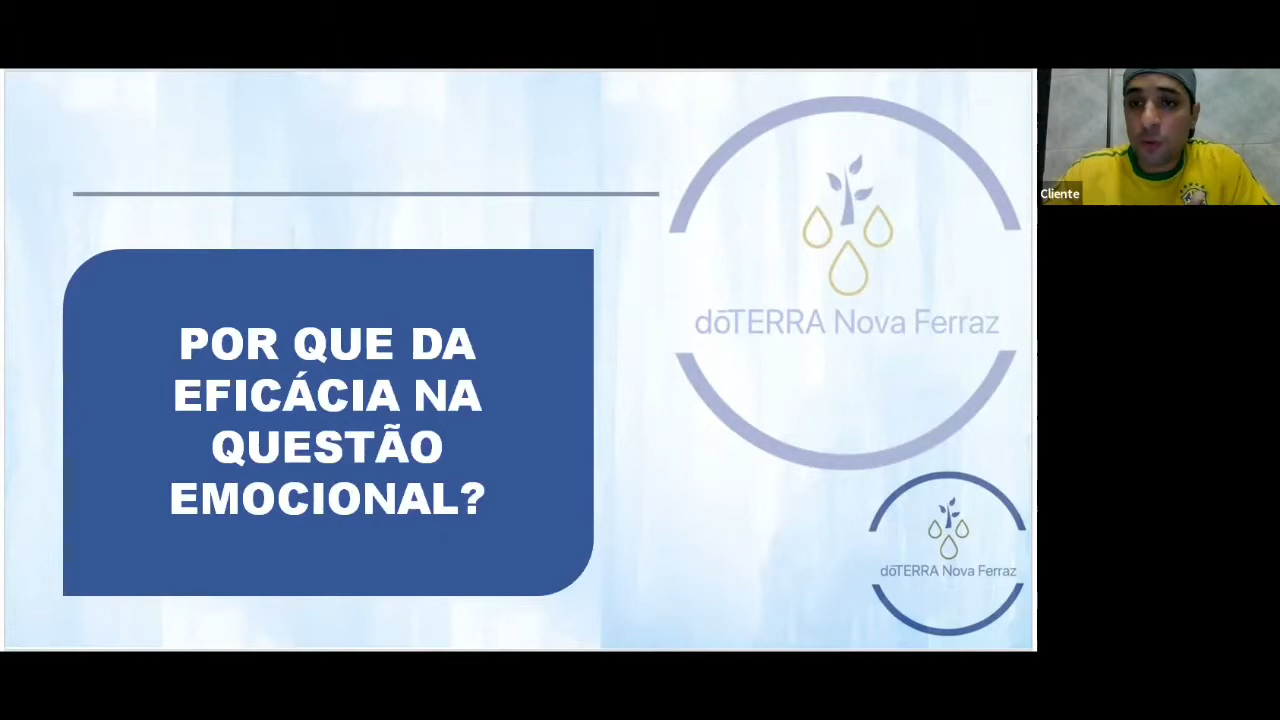 POR QUE DA
EFICÁCIA NA
QUESTÃO
EMOCIONAL?
dōTERRA Nova Ferraz
dōTERRA Nova Ferraz
Cliente